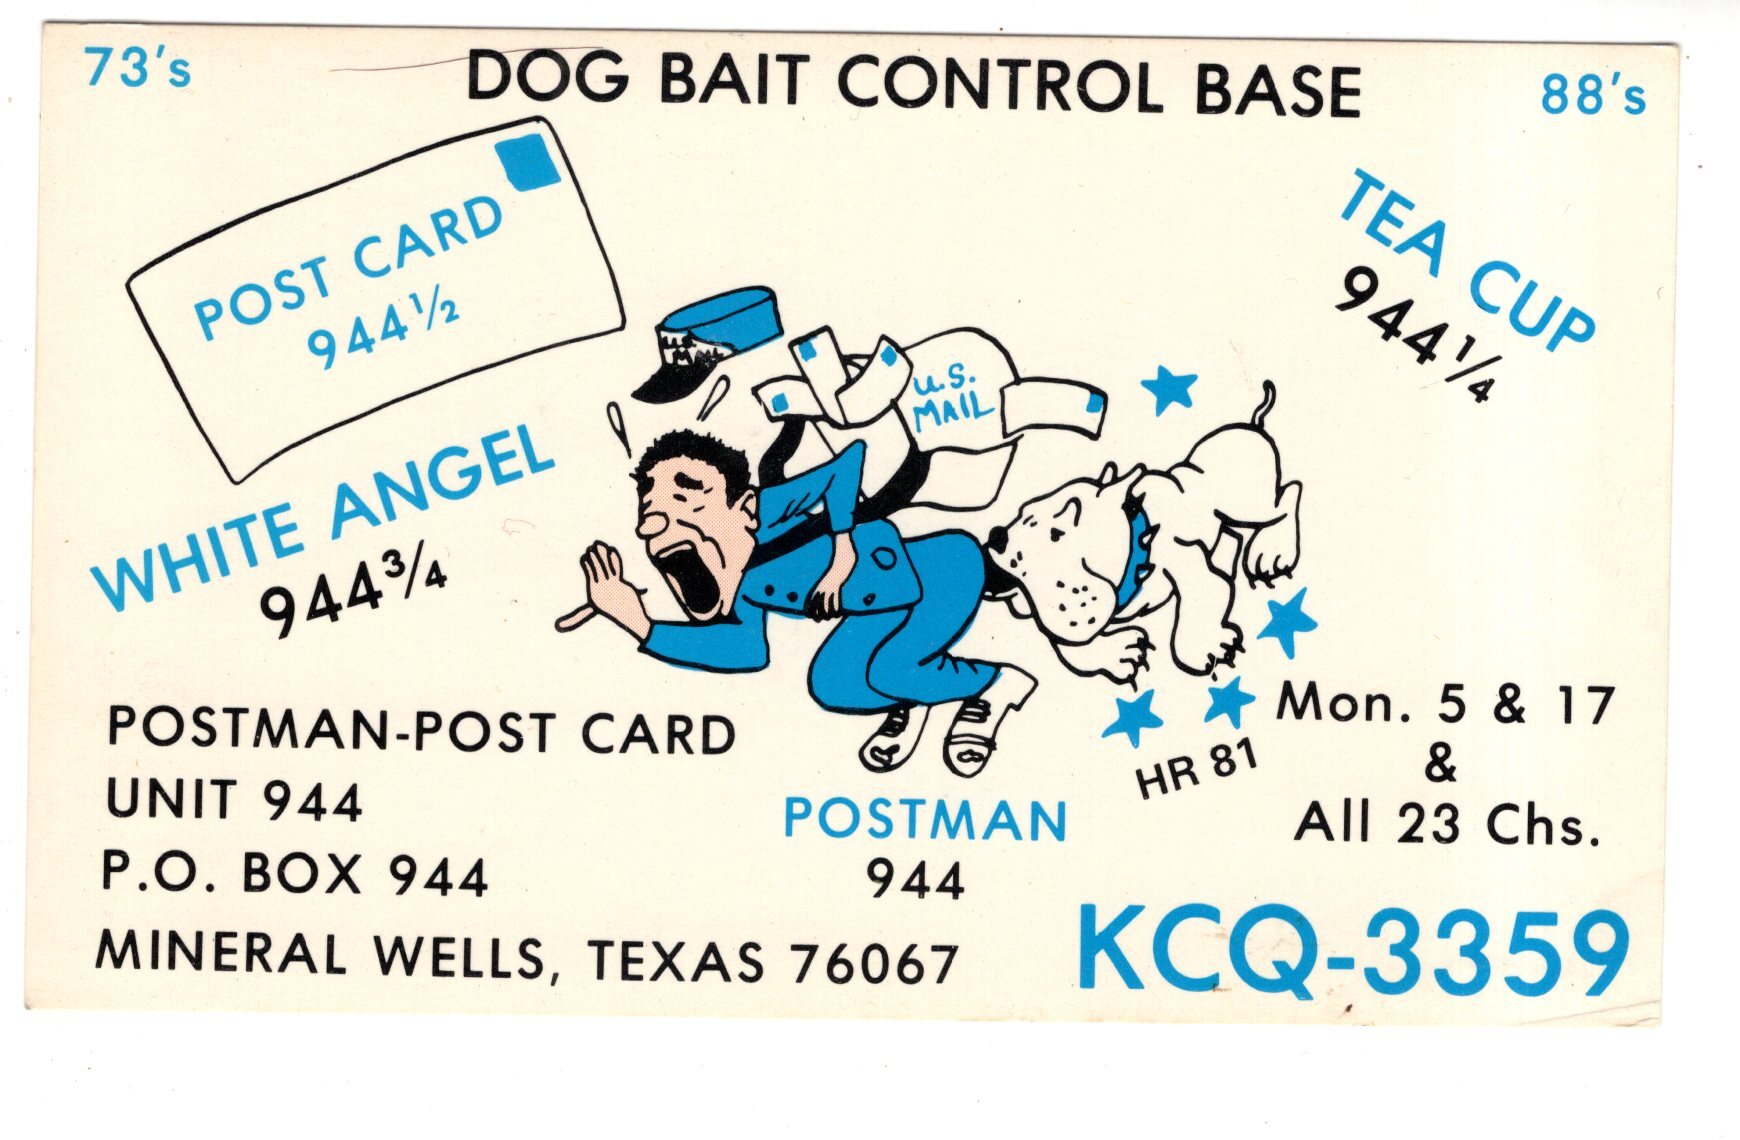 73's
DOG BAIT CONTROL BASE
88's
POST CARD
944½
TEA CUP
944¼
U.S.
MAIL
U.S.
MAIL
WHITE ANGEL
944¾
POSTMAN-POST CARD
UNIT 944
P.O. BOX 944
MINERAL WELLS, TEXAS 76067
POSTMAN
944
HR 81
Mon. 5 & 17
&
All 23 Chs.
KCQ-3359